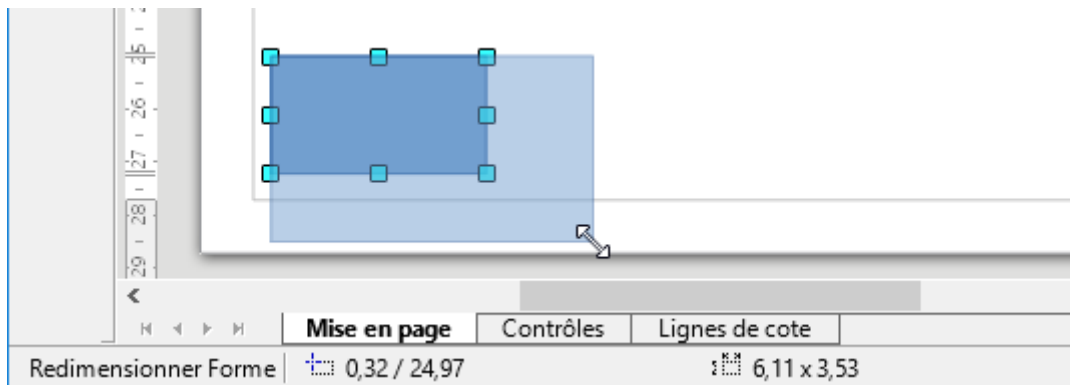 25
26
27
28
29
Mise en page Contrôles Lignes de cote
Redimensionner Forme 0,32 / 24,97 6,11 x 3,53